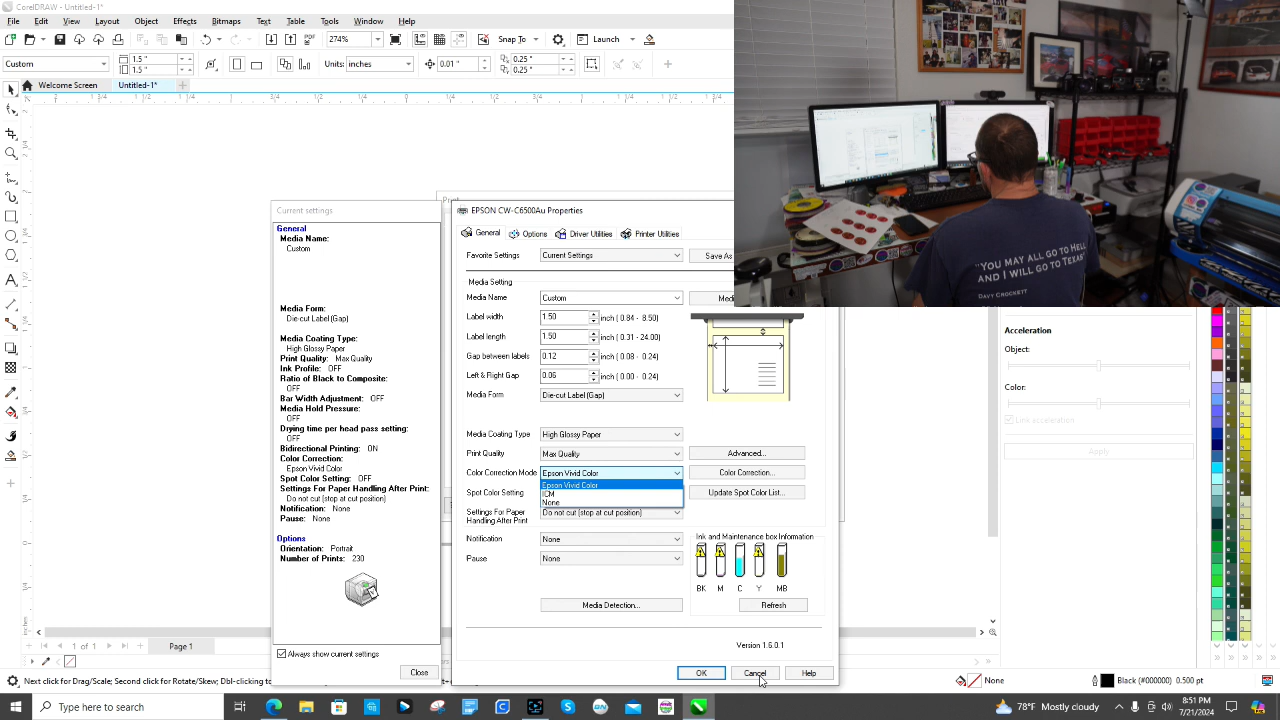 CorelDRAW - Untitled-1*
File Edit View Layout Object Effects Bitmaps Text Table Tools Window Help
274% PDF Snap To Launch
Custom 1.5 " 1.5 " Units: inches 0.01 " 0.25 " 0.25 "
Welcome Screen Untitled-1*
Current settings
General
Media Name:
Custom
Media Form:
Die-cut Label (Gap)
Media Coating Type:
High Glossy Paper
Print Quality: Max Quality
Ink Profile: OFF
Ratio of Black to Composite:
OFF
Bar Width Adjustment: OFF
Media Hold Pressure:
OFF
Drying time per head pass setting:
OFF
Bidirectional Printing: ON
Color Correction:
Epson Vivid Color
Spot Color Setting: OFF
Settings For Paper Handling After Print:
Do not cut (stop at cut position)
Notification: None
Pause: None
Options
Orientation: Portrait
Number of Prints: 230
Always show current settings
Close
EPSON CW-C6500Au Properties
General Options Driver Utilities Printer Utilities
Favorite Settings Current Settings Save As
Media Setting
Media Name Custom
Label width 1.50 inch ( 0.84 - 8.50)
Label length 1.50 inch ( 0.31 - 24.00)
Gap between labels 0.12 inch ( 0.08 - 0.24)
Left & Right Gap 0.06 inch ( 0.00 - 0.24)
Media Form Die-cut Label (Gap)
Media Coating Type High Glossy Paper
Print Quality Max Quality Advanced...
Color Correction Mode Epson Vivid Color Color Correction...
Epson Vivid Color
ICM
None
Spot Color Setting Update Spot Color List...
Settings For Paper Handling After Print Do not cut (stop at cut position)
Notification None
Pause None
Ink and Maintenance box Information
BK M C Y MB
Media Detection... Refresh
Version 1.6.0.1
OK Cancel Help
"YOU MAY ALL GO TO HELL
AND I WILL GO TO TEXAS"
DAVY CROCKETT
Acceleration
Object:
Color:
Link acceleration
Apply
1 of 1 Page 1
Next click for Drag/Scale; Second click for Rotate/Skew; Dbl-clicking to
None Black (#000000) 0.500 pt
Type here to search
78°F Mostly cloudy
8:51 PM
7/21/2024